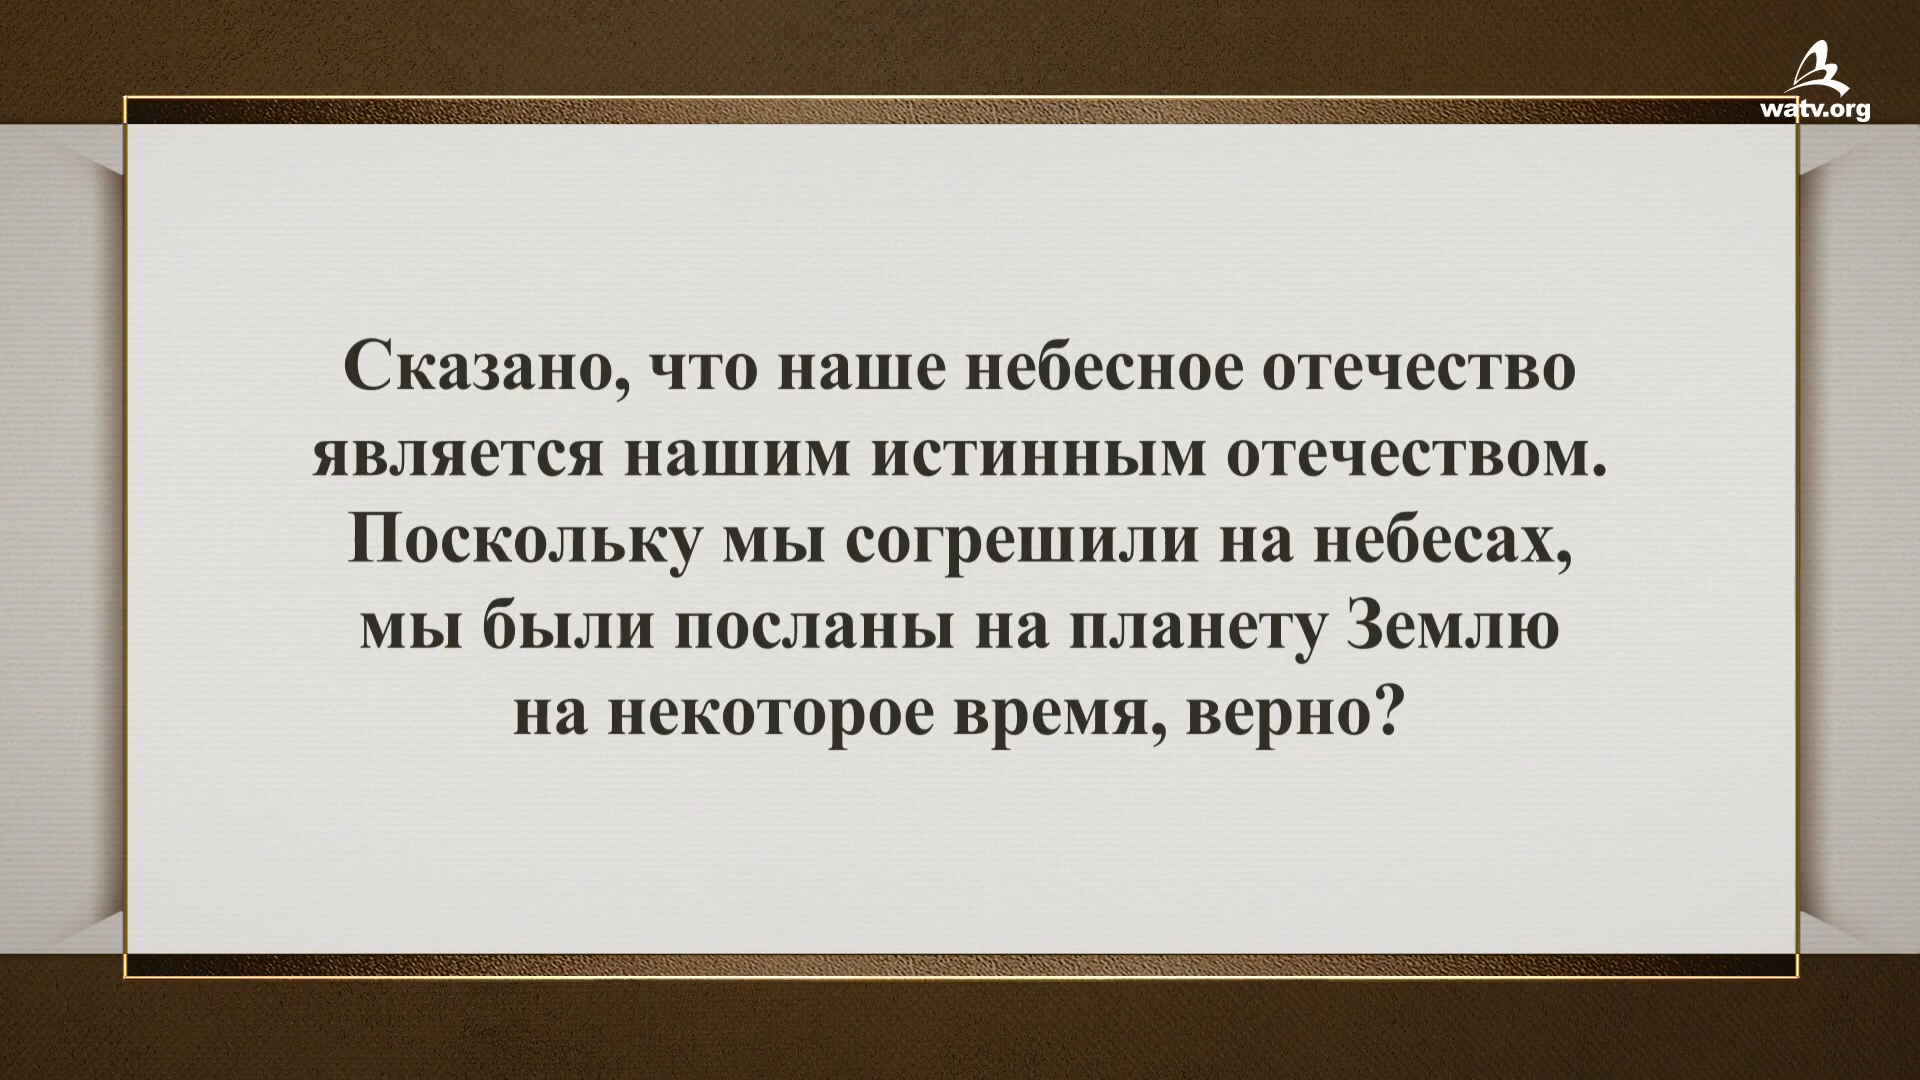 watv.org
Сказано, что наше небесное отечество
является нашим истинным отечеством.
Поскольку мы согрешили на небесах,
мы были посланы на планету Землю
на некоторое время, верно?